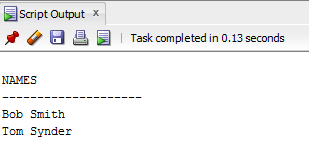 Script Output x
Task completed in 0.13 seconds
NAMES
--------------------
Bob Smith
Tom Synder